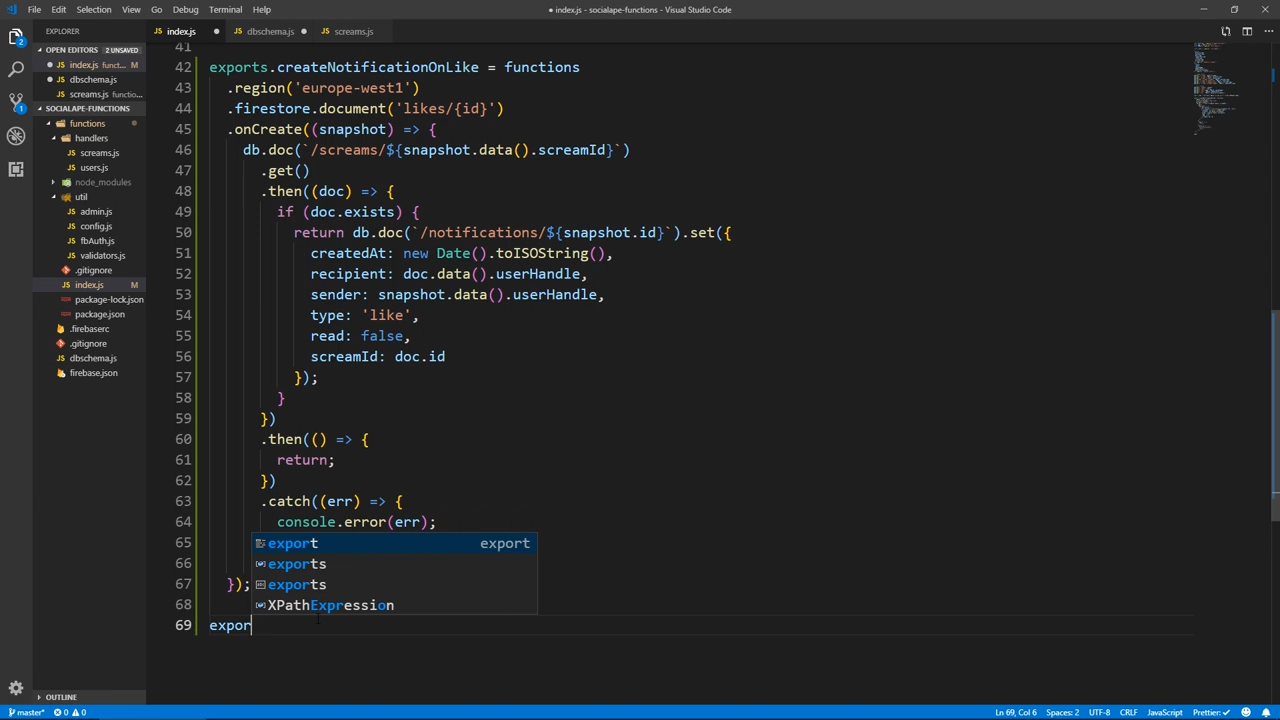 File Edit Selection View Go Debug Terminal Help
● index.js - socialape-functions - Visual Studio Code
EXPLORER
index.js
dbschema.js
screams.js
OPEN EDITORS 2 UNSAVED
index.js funct... M
dbschema.js
screams.js functio...
SOCIALAPE-FUNCTIONS
functions
handlers
screams.js
users.js
node_modules
util
admin.js
config.js
fbAuth.js
validators.js
.gitignore
index.js M
package-lock.json
package.json
.firebaserc
.gitignore
dbschema.js
firebase.json
OUTLINE
2
1
41
42 exports.createNotificationOnLike = functions
43 .region('europe-west1')
44 .firestore.document('likes/{id}')
45 .onCreate((snapshot) => {
46 db.doc(`/screams/${snapshot.data().screamId}`)
47 .get()
48 .then((doc) => {
49 if (doc.exists) {
50 return db.doc(`/notifications/${snapshot.id}`).set({
51 createdAt: new Date().toISOString(),
52 recipient: doc.data().userHandle,
53 sender: snapshot.data().userHandle,
54 type: 'like',
55 read: false,
56 screamId: doc.id
57 });
58 }
59 })
60 .then(() => {
61 return;
62 })
63 .catch((err) => {
64 console.error(err);
65 export export
66 exports
67 }); exports
68 XPathExpression
69 expor
master* 0 0
Ln 69, Col 6 Spaces: 2 UTF-8 CRLF JavaScript Prettier: ✓